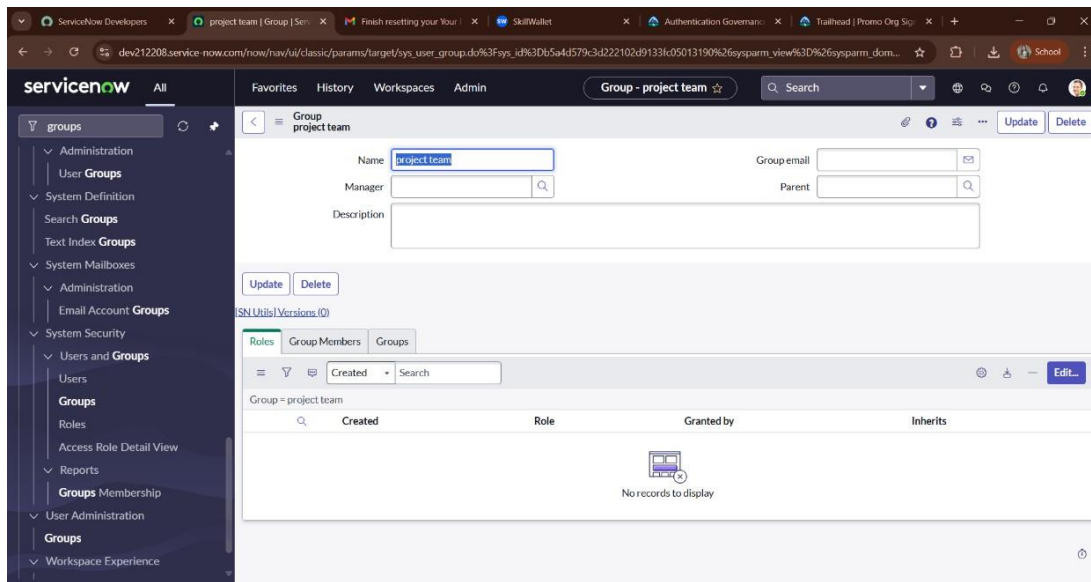 ServiceNow Developers
project team | Group | Serv
Finish resetting your Your
SkillWallet
Authentication Governanc
Trailhead | Promo Org Sig
dev212208.service-now.com/now/nav/ui/classic/params/target/sys_user_group.do%3Fsys_id%3Db5a4d579c3d222102d9133fc05013190%26sysparm_view%3D%26sysparm_dom...
School
servicenow All Favorites History Workspaces Admin Group - project team Search
groups
Administration
User Groups
System Definition
Search Groups
Text Index Groups
System Mailboxes
Administration
Email Account Groups
System Security
Users and Groups
Users
Groups
Roles
Access Role Detail View
Reports
Groups Membership
User Administration
Groups
Workspace Experience
Group
project team
Update Delete
Name project team Group email
Manager Parent
Description
Update Delete
[SN Utils] Versions (0)
Roles Group Members Groups
Created Search Edit...
Group = project team
Created Role Granted by Inherits
No records to display